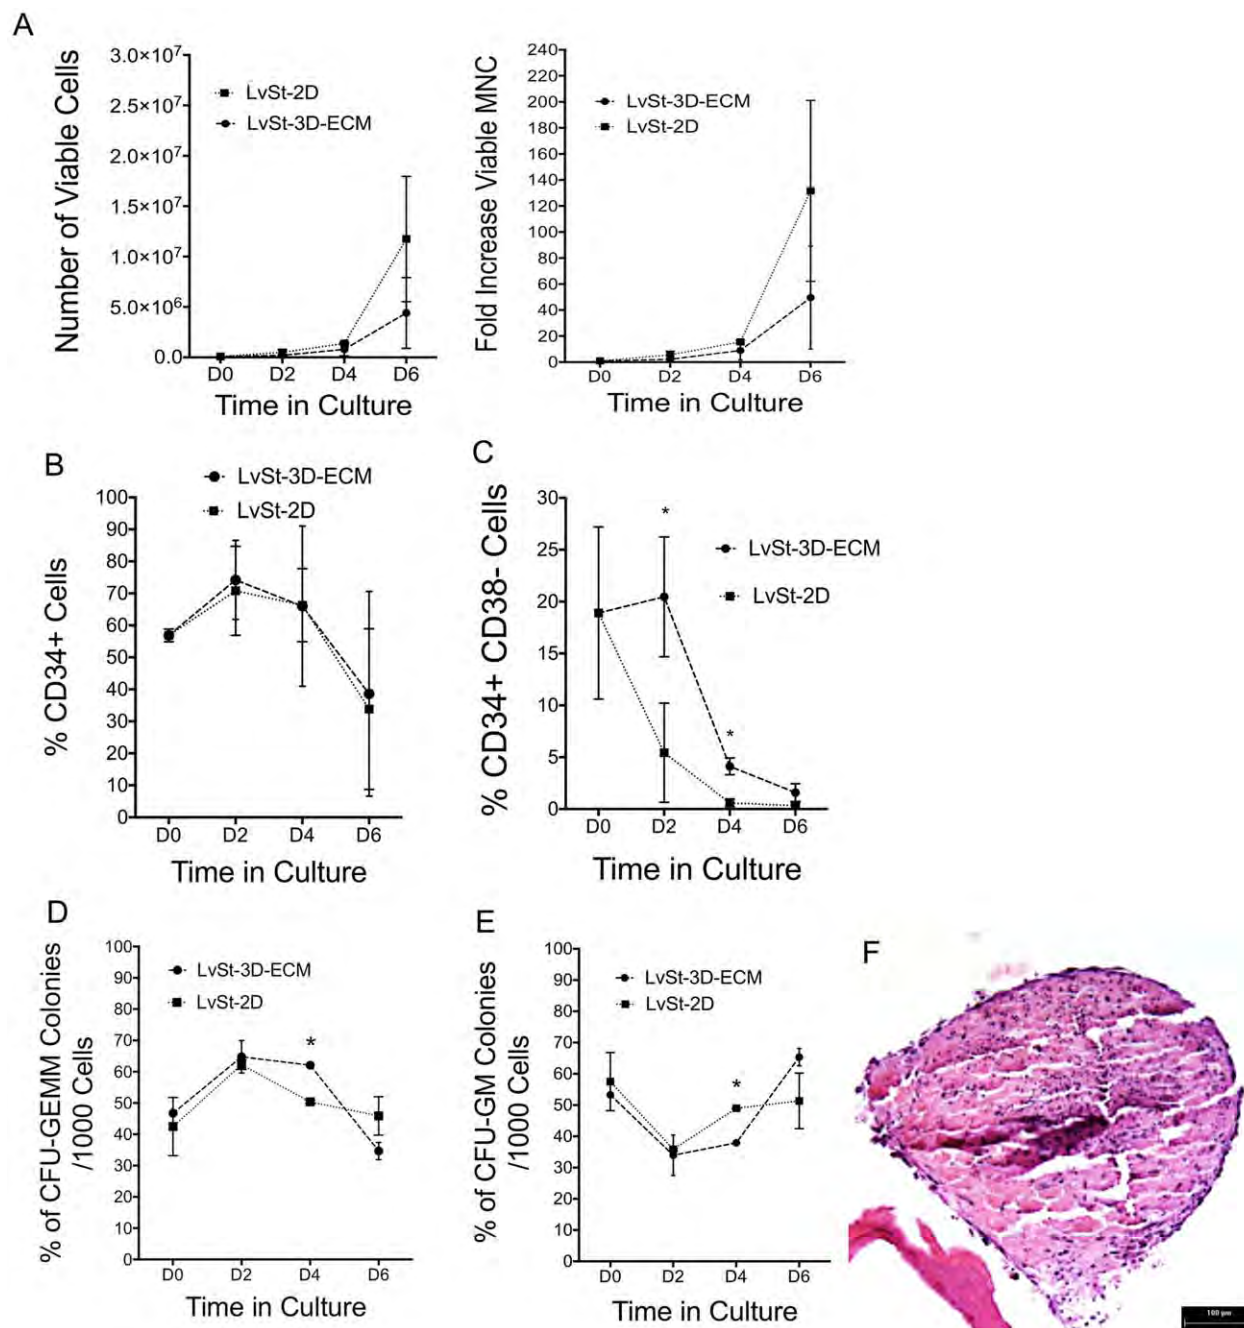 A
Number of Viable Cells
3.0×10⁷
2.5×10⁷
2.0×10⁷
1.5×10⁷
1.0×10⁷
5.0×10⁶
0.0
LvSt-2D
LvSt-3D-ECM
D0 D2 D4 D6
Time in Culture
Fold Increase Viable MNC
240
220
200
180
160
140
120
100
80
60
40
20
0
LvSt-3D-ECM
LvSt-2D
D0 D2 D4 D6
Time in Culture
B
% CD34+ Cells
100
90
80
70
60
50
40
30
20
10
0
LvSt-3D-ECM
LvSt-2D
D0 D2 D4 D6
Time in Culture
C
% CD34+ CD38- Cells
30
25
20
15
10
5
0
*
*
LvSt-3D-ECM
LvSt-2D
D0 D2 D4 D6
Time in Culture
D
% of CFU-GEMM Colonies
/1000 Cells
100
90
80
70
60
50
40
30
20
10
0
LvSt-3D-ECM
LvSt-2D
*
D0 D2 D4 D6
Time in Culture
E
% of CFU-GM Colonies
/1000 Cells
100
90
80
70
60
50
40
30
20
10
0
LvSt-3D-ECM
LvSt-2D
*
D0 D2 D4 D6
Time in Culture
F
100 µm